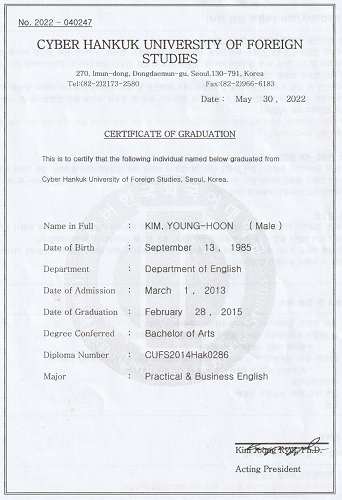 No. 2022 - 040247
CYBER HANKUK UNIVERSITY OF FOREIGN
STUDIES
270, Imun-dong, Dongdaemun-gu, Seoul,130-791, Korea
Tel:(82-2)2173-2580 Fax:(82-2)966-6183
Date : May 30, 2022
CERTIFICATE OF GRADUATION
This is to certify that the following individual named below graduated from
Cyber Hankuk University of Foreign Studies, Seoul, Korea.
Name in Full : KIM, YOUNG-HOON (Male)
Date of Birth : September 13, 1985
Department : Department of English
Date of Admission : March 1, 2013
Date of Graduation : February 28, 2015
Degree Conferred : Bachelor of Arts
Diploma Number : CUFS2014Hak0286
Major : Practical & Business English
Kim Ph.D.
Acting President